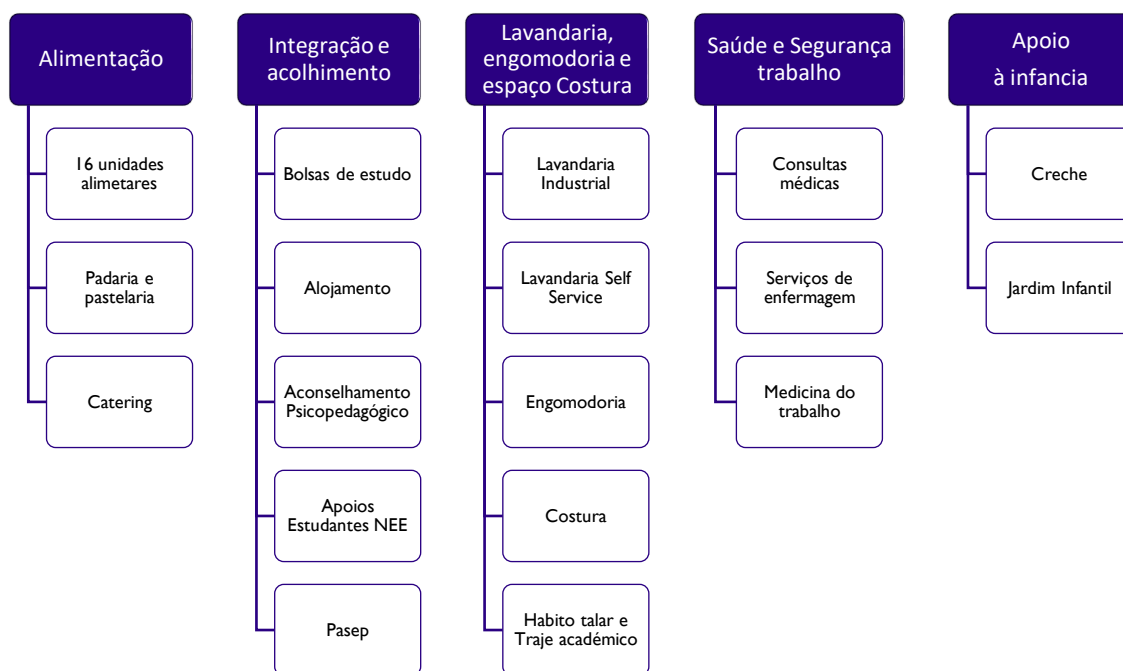 Alimentação
16 unidades
alimetares
Padaria e
pastelaria
Catering
Integração e
acolhimento
Bolsas de estudo
Alojamento
Aconselhamento
Psicopedagógico
Apoios
Estudantes NEE
Pasep
Lavandaria,
engomodoria e
espaço Costura
Lavandaria
Industrial
Lavandaria Self
Service
Engomodoria
Costura
Habito talar e
Traje académico
Saúde e Segurança
trabalho
Consultas
médicas
Serviços de
enfermagem
Medicina do
trabalho
Apoio
à infancia
Creche
Jardim Infantil